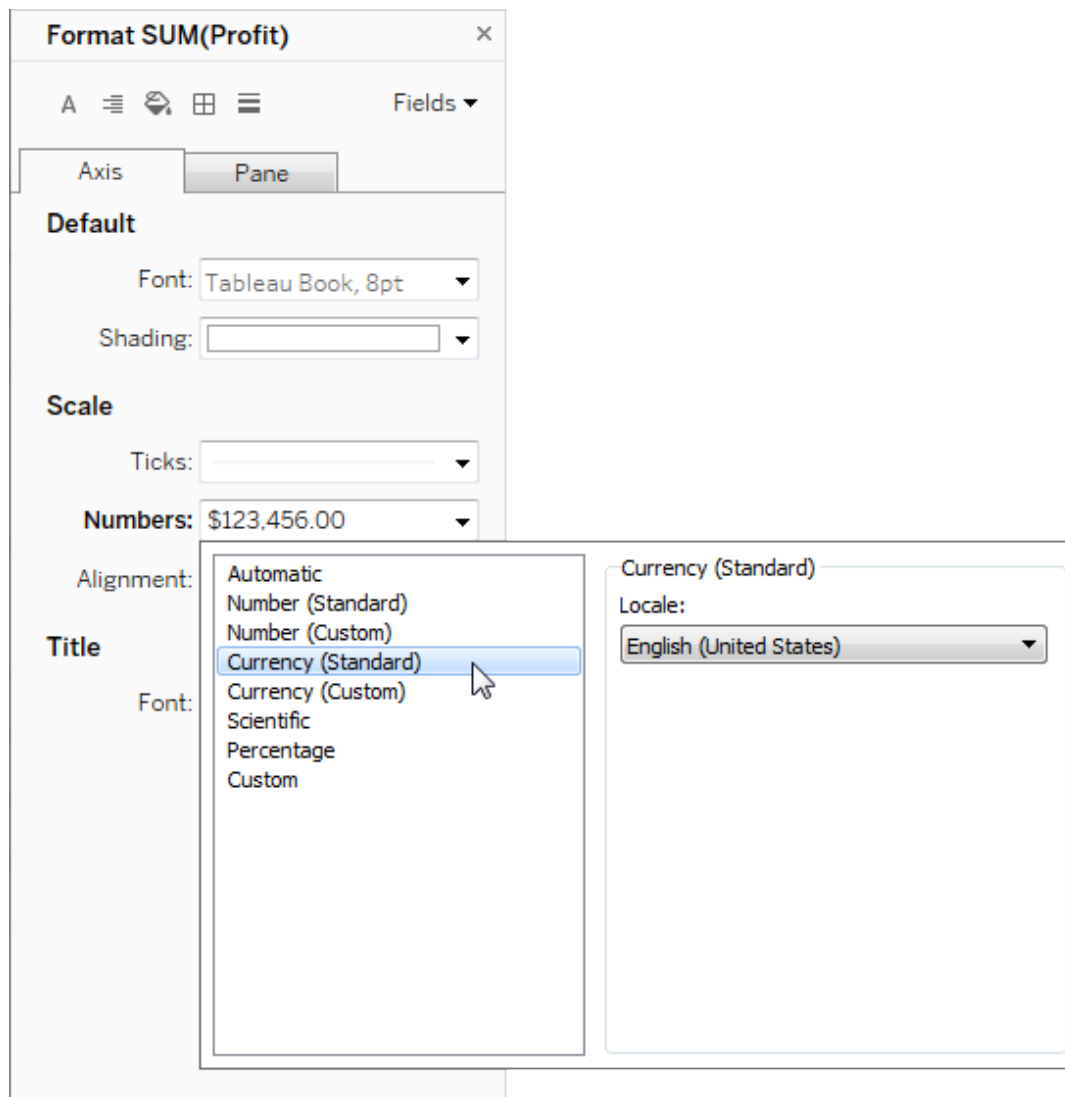 Format SUM(Profit)
A Fields
Axis Pane
Default
Font: Tableau Book, 8pt
Shading:
Scale
Ticks:
Numbers: $123,456.00
Alignment:
Title
Font:
Automatic
Number (Standard)
Number (Custom)
Currency (Standard)
Currency (Custom)
Scientific
Percentage
Custom
Currency (Standard)
Locale:
English (United States)